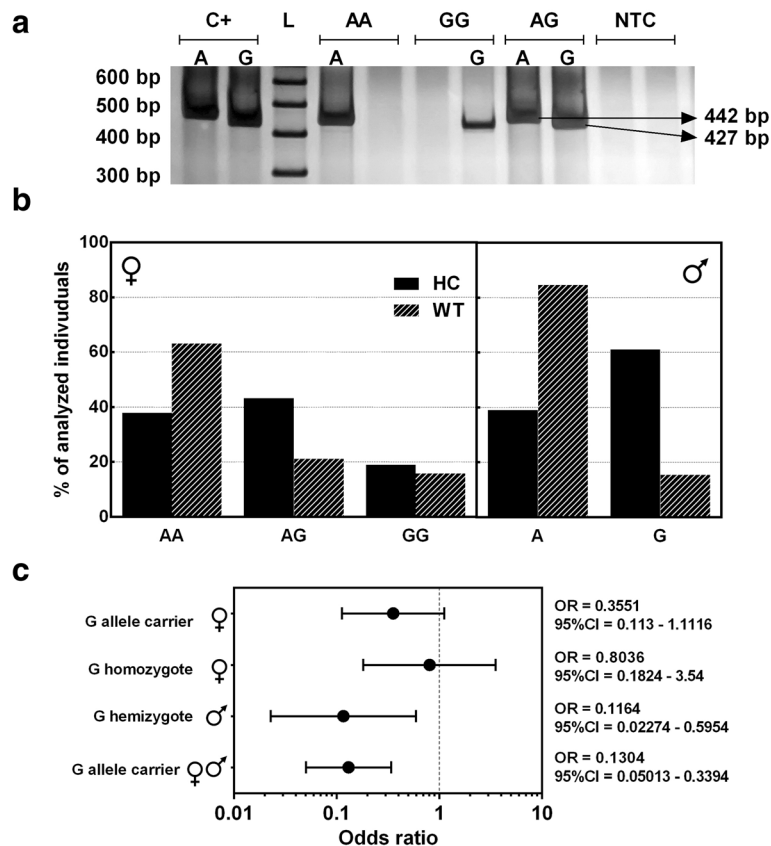 a
C+ L AA GG AG NTC
A G A G A G
600 bp
500 bp
400 bp
300 bp
442 bp
427 bp
b
% of analyzed indivuduals
100
80
60
40
20
0
♀
HC
WT
♂
AA AG GG A G
c
G allele carrier ♀
OR = 0.3551
95%CI = 0.113 - 1.1116
G homozygote ♀
OR = 0.8036
95%CI = 0.1824 - 3.54
G hemizygote ♂
OR = 0.1164
95%CI = 0.02274 - 0.5954
G allele carrier ♀♂
OR = 0.1304
95%CI = 0.05013 - 0.3394
0.01 0.1 1 10
Odds ratio